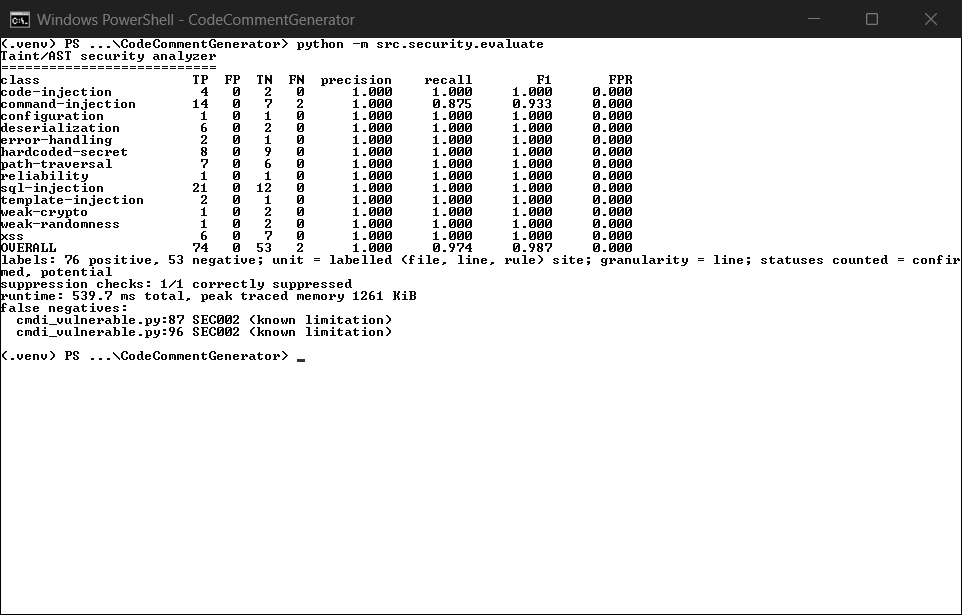 Windows PowerShell - CodeCommentGenerator
(.venv) PS ...\CodeCommentGenerator> python -m src.security.evaluate
Taint/AST security analyzer
===========================
class TP FP TN FN precision recall F1 FPR
code-injection 4 0 2 0 1.000 1.000 1.000 0.000
command-injection 14 0 7 2 1.000 0.875 0.933 0.000
configuration 1 0 1 0 1.000 1.000 1.000 0.000
deserialization 6 0 2 0 1.000 1.000 1.000 0.000
error-handling 2 0 1 0 1.000 1.000 1.000 0.000
hardcoded-secret 8 0 9 0 1.000 1.000 1.000 0.000
path-traversal 7 0 6 0 1.000 1.000 1.000 0.000
reliability 1 0 1 0 1.000 1.000 1.000 0.000
sql-injection 21 0 12 0 1.000 1.000 1.000 0.000
template-injection 2 0 1 0 1.000 1.000 1.000 0.000
weak-crypto 1 0 2 0 1.000 1.000 1.000 0.000
weak-randomness 1 0 2 0 1.000 1.000 1.000 0.000
xss 6 0 7 0 1.000 1.000 1.000 0.000
OVERALL 74 0 53 2 1.000 0.974 0.987 0.000
labels: 76 positive, 53 negative; unit = labelled (file, line, rule) site; granularity = line; statuses counted = confir
med, potential
suppression checks: 1/1 correctly suppressed
runtime: 539.7 ms total, peak traced memory 1261 KiB
false negatives:
cmdi_vulnerable.py:87 SEC002 (known limitation)
cmdi_vulnerable.py:96 SEC002 (known limitation)
(.venv) PS ...\CodeCommentGenerator> _